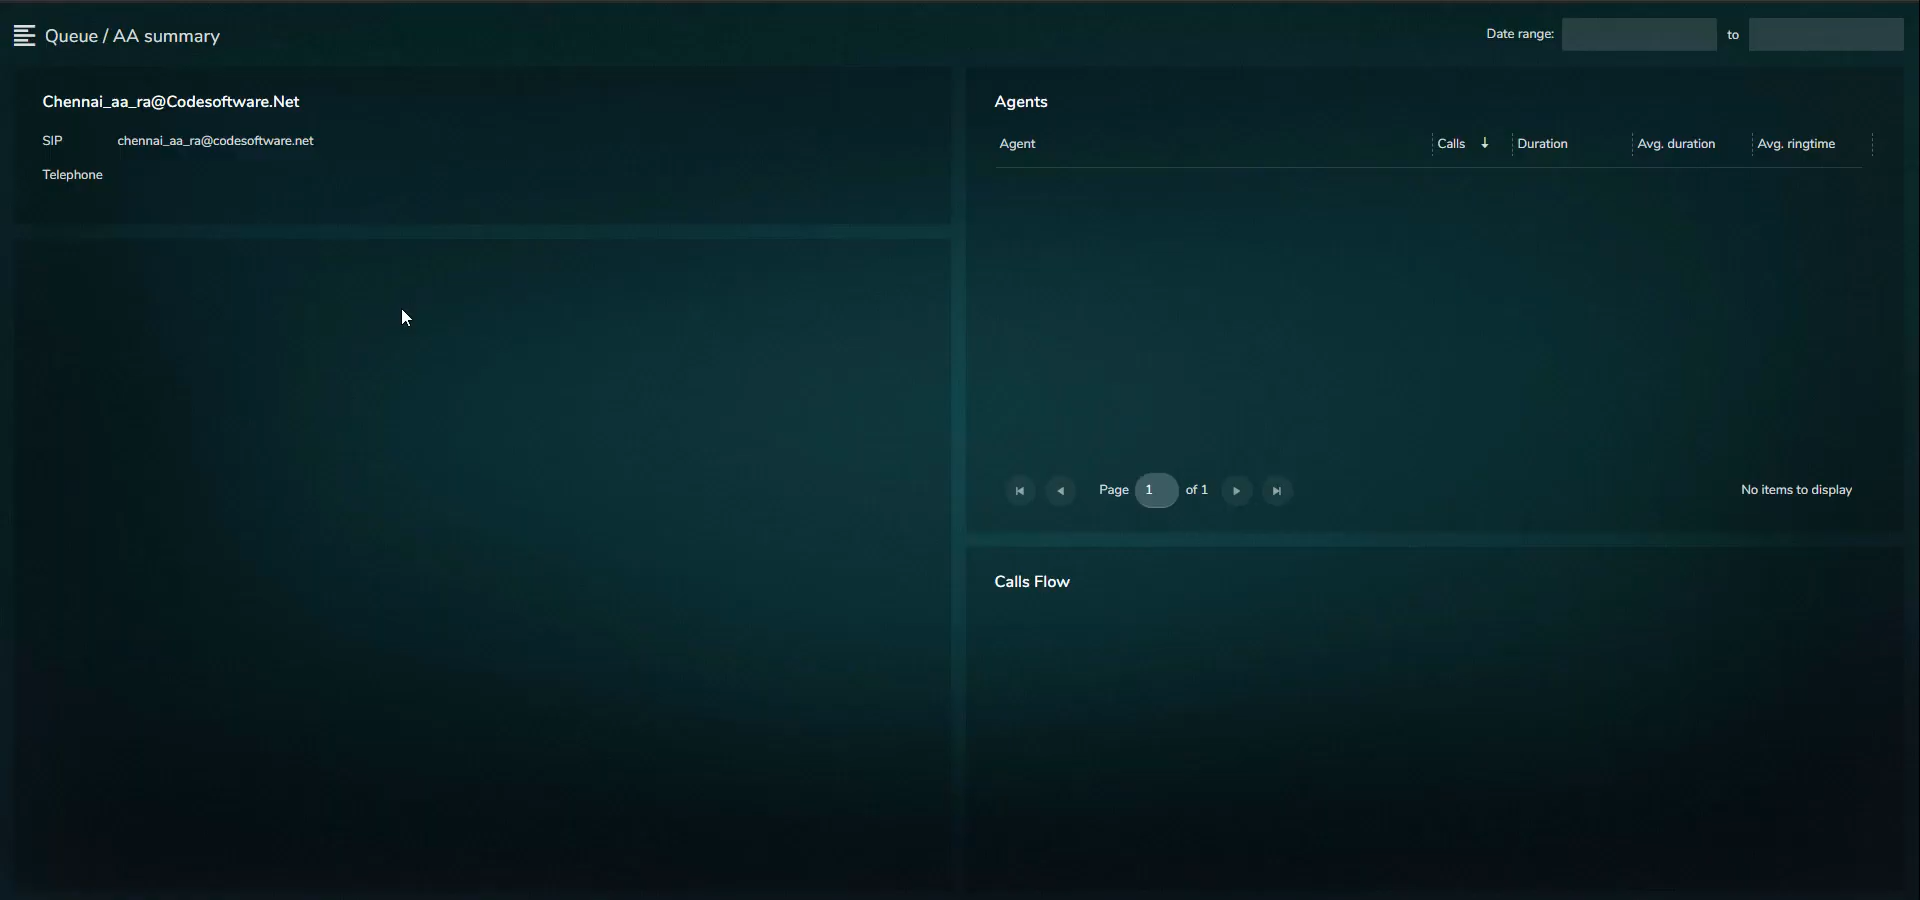 Queue / AA summary
Date range:
to
Chennai_aa_ra@Codesoftware.Net
SIP chennai_aa_ra@codesoftware.net
Telephone
Agents
Agent Calls ↓ Duration Avg. duration Avg. ringtime
Page 1 of 1
No items to display
Calls Flow